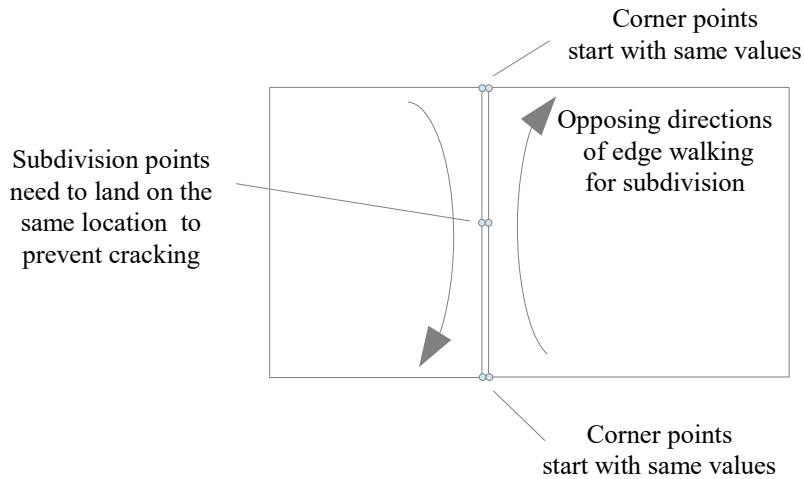 Corner points
start with same values
Opposing directions
of edge walking
for subdivision
Subdivision points
need to land on the
same location to
prevent cracking
Corner points
start with same values